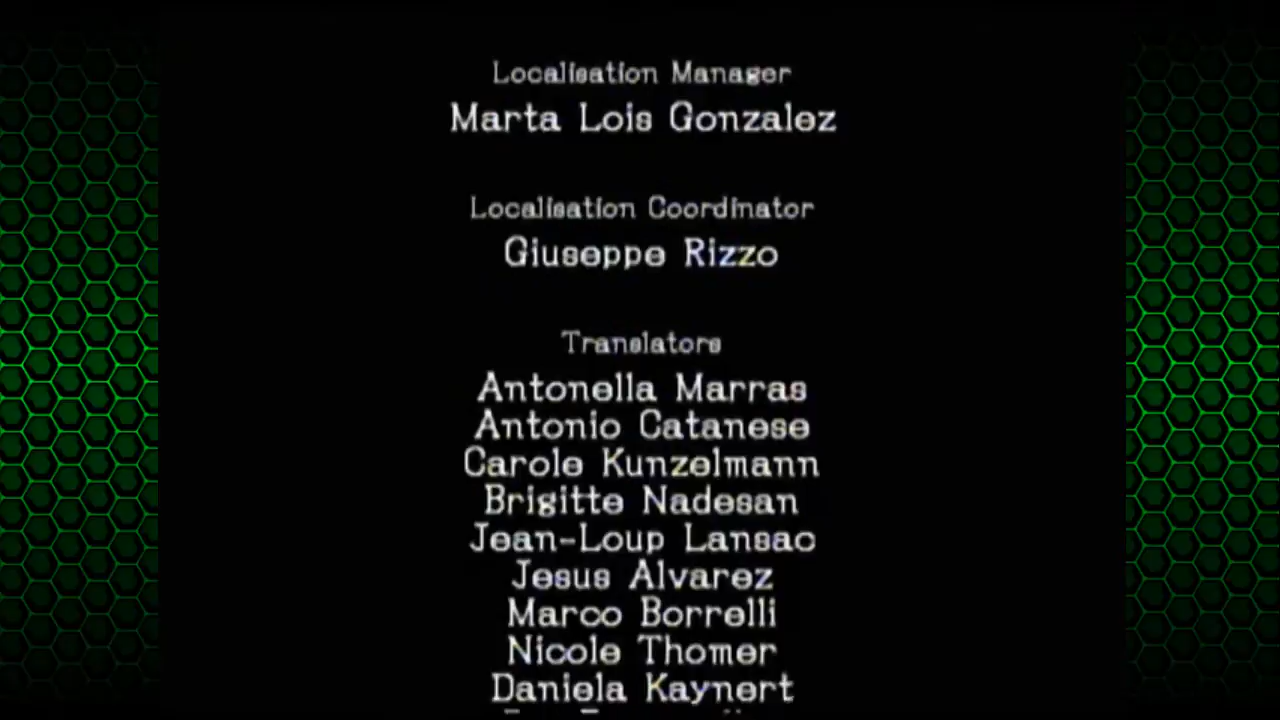 Localisation Manager
Marta Lois Gonzalez
Localisation Coordinator
Giuseppe Rizzo
Translators
Antonella Marras
Antonio Catanese
Carole Kunzelmann
Brigitte Nadesan
Jean-Loup Lansac
Jesus Alvarez
Marco Borrelli
Nicole Thomer
Daniela Kaynert